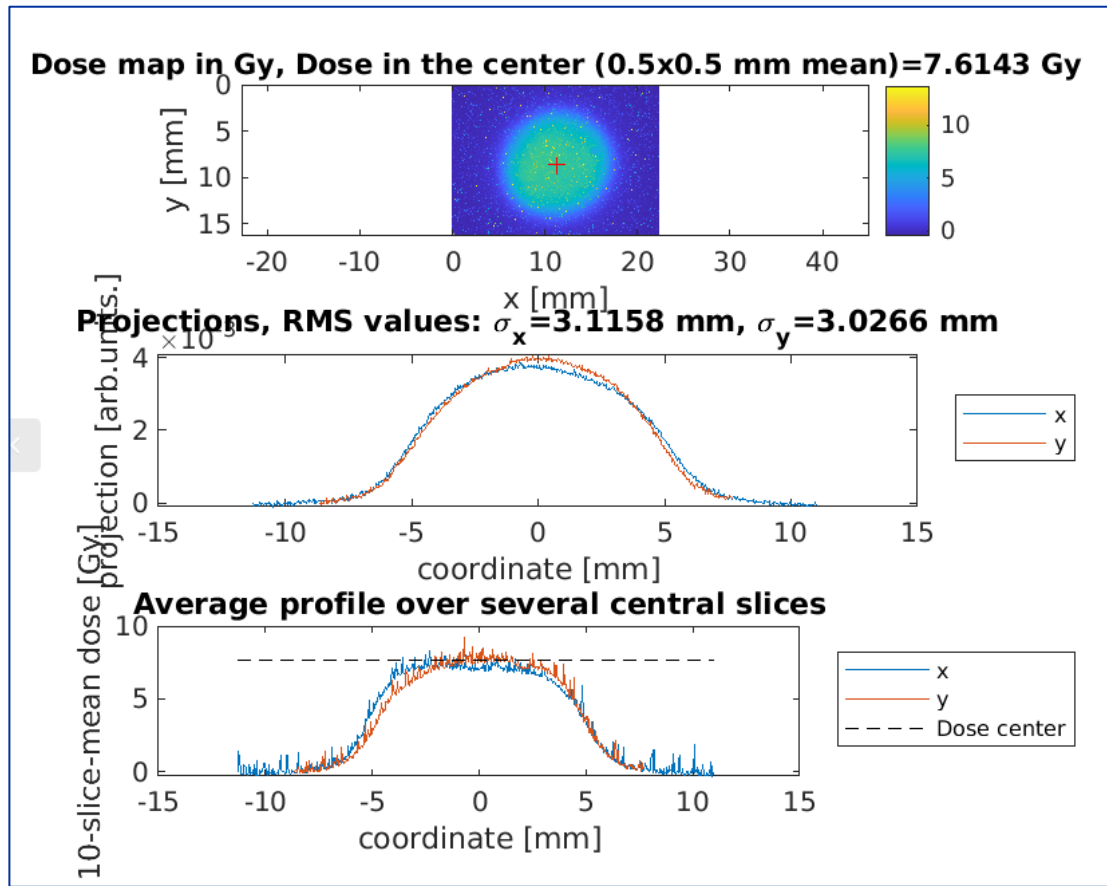 Dose map in Gy, Dose in the center (0.5x0.5 mm mean)=7.6143 Gy
0
5
10
15
y [mm]
-20 -10 0 10 20 30 40
x [mm]
10
5
0
Projections, RMS values: σx=3.1158 mm, σy=3.0266 mm
×10-3
4
2
0
projection [arb.units.]
-15 -10 -5 0 5 10 15
coordinate [mm]
x
y
Average profile over several central slices
10
5
0
10-slice-mean dose [Gy]
-15 -10 -5 0 5 10 15
coordinate [mm]
x
y
Dose center